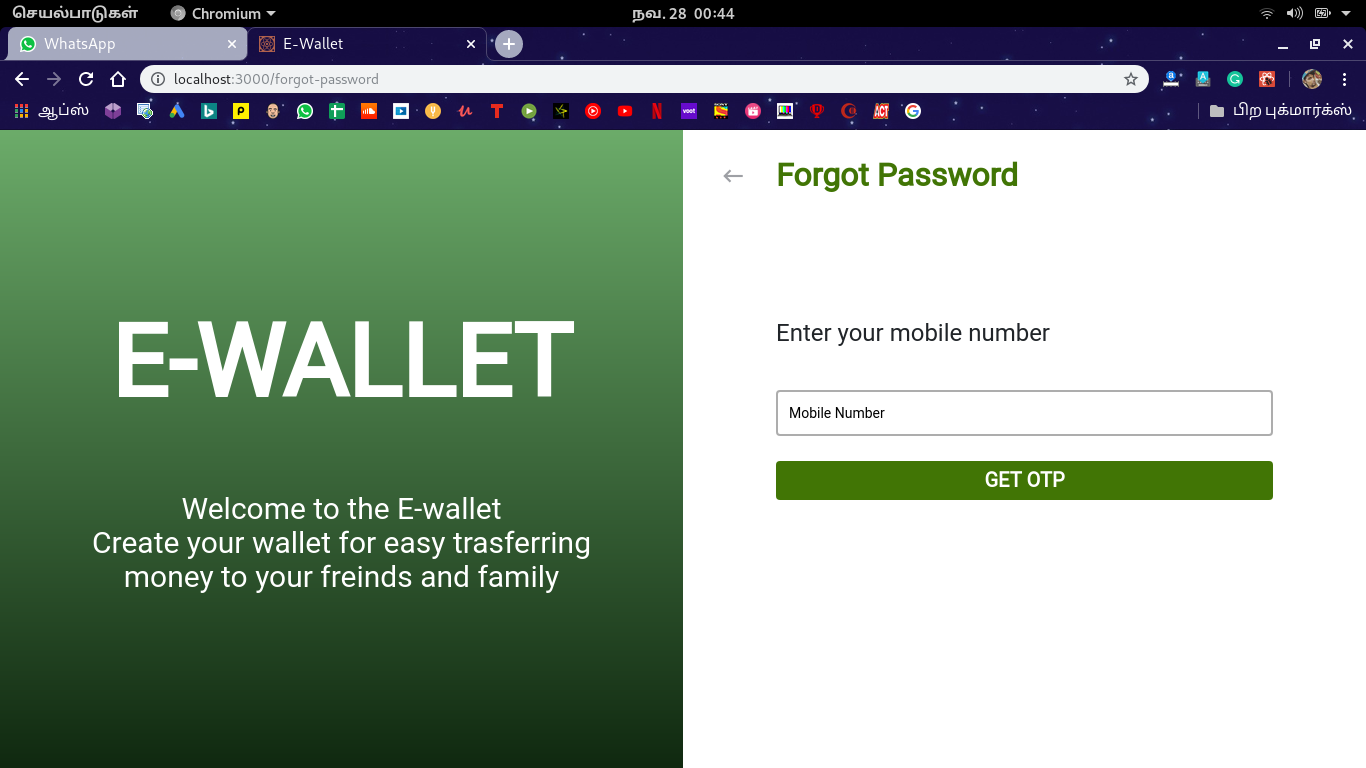 செயல்பாடுகள் Chromium நவ. 28 00:44
WhatsApp E-Wallet
localhost:3000/forgot-password
ஆப்ஸ் பிற புக்மார்க்ஸ்
Forgot Password
E-WALLET
Welcome to the E-wallet
Create your wallet for easy trasferring
money to your freinds and family
Enter your mobile number
Mobile Number
GET OTP